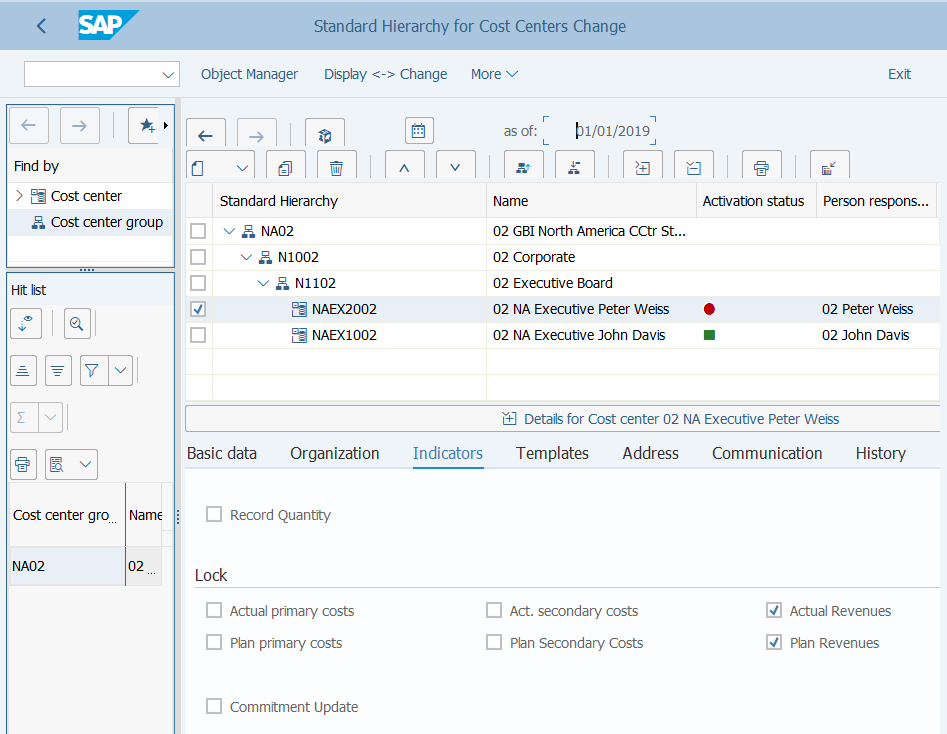 SAP Standard Hierarchy for Cost Centers Change
Object Manager Display <-> Change More Exit
as of: 01/01/2019
Find by
Cost center
Cost center group
Hit list
Cost center gro... Name
NA02 02 ...
Standard Hierarchy Name Activation status Person respons...
NA02 02 GBI North America CCtr St...
N1002 02 Corporate
N1102 02 Executive Board
NAEX2002 02 NA Executive Peter Weiss 02 Peter Weiss
NAEX1002 02 NA Executive John Davis 02 John Davis
Details for Cost center 02 NA Executive Peter Weiss
Basic data Organization Indicators Templates Address Communication History
Record Quantity
Lock
Actual primary costs Act. secondary costs Actual Revenues
Plan primary costs Plan Secondary Costs Plan Revenues
Commitment Update